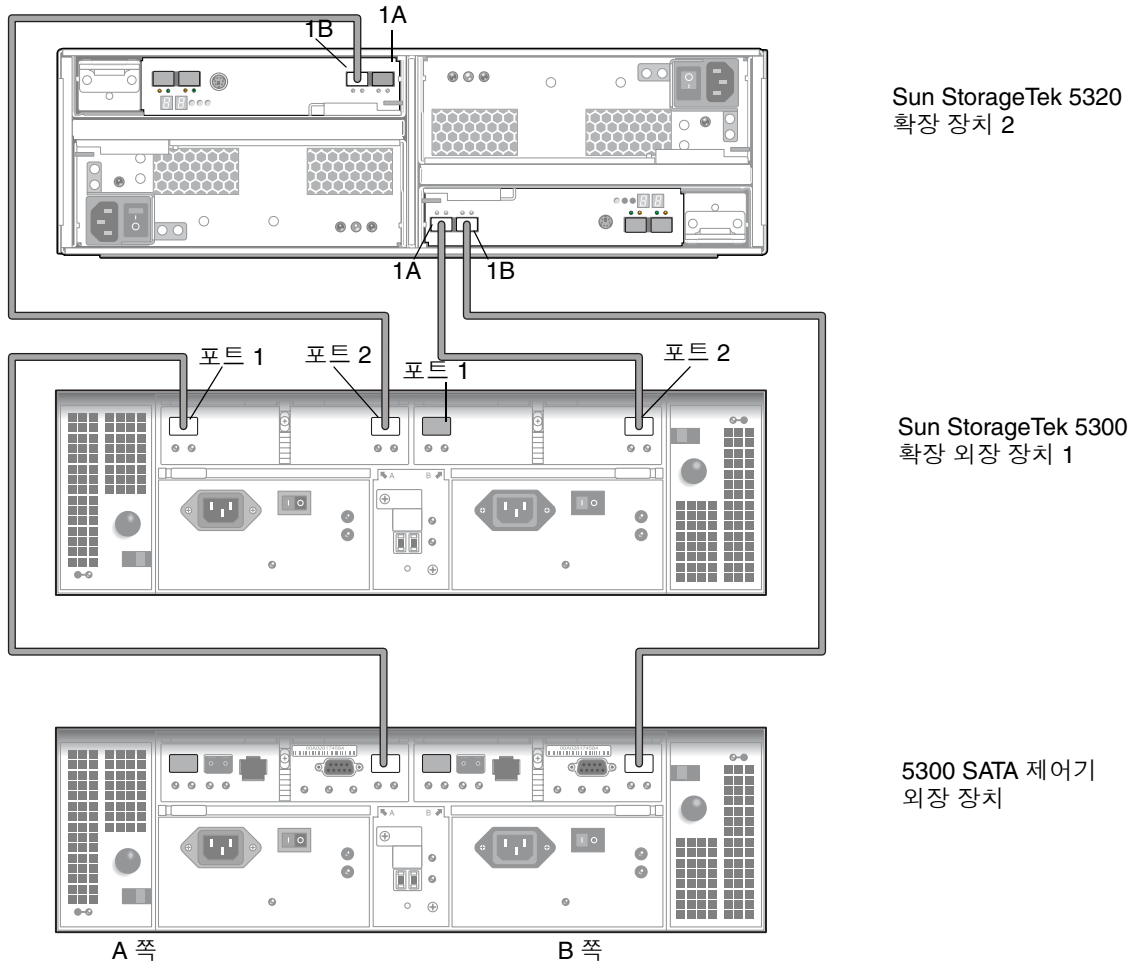 1B
1A
Sun StorageTek 5320
확장 장치 2
1A
1B
포트 1
포트 2
포트 1
포트 2
Sun StorageTek 5300
확장 외장 장치 1
A
B
5300 SATA 제어기
외장 장치
A
B
A 쪽
B 쪽